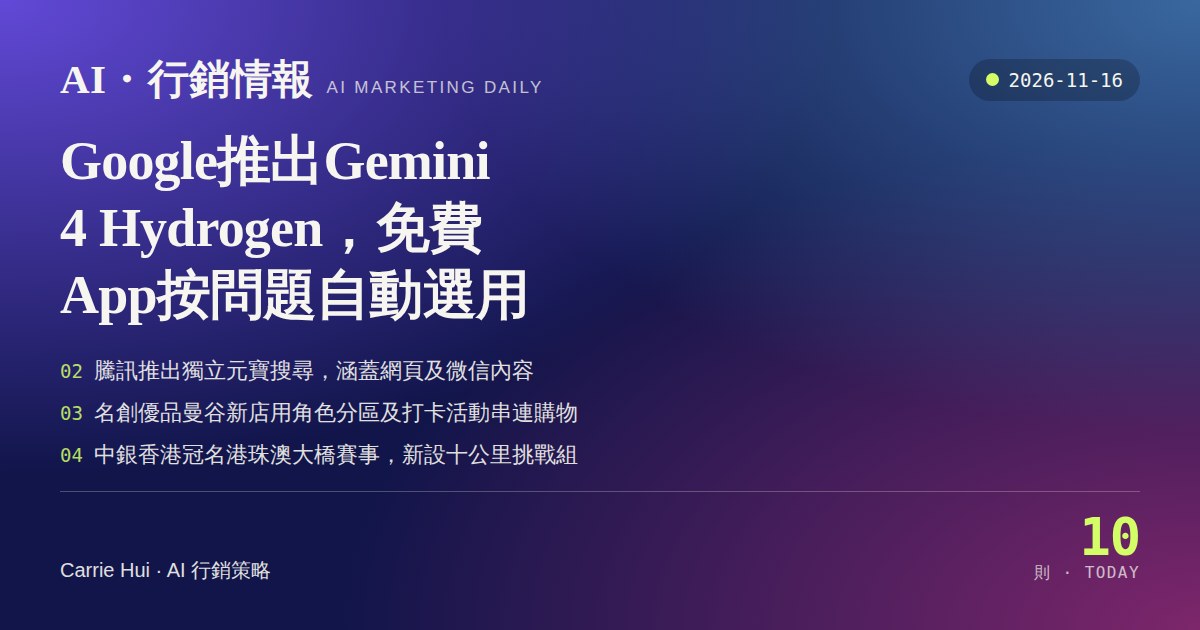 AI・行銷情報 AI MARKETING DAILY
2026-11-16
Google推出Gemini
4 Hydrogen，免費
App按問題自動選用
02 騰訊推出獨立元寶搜尋，涵蓋網頁及微信內容
03 名創優品曼谷新店用角色分區及打卡活動串連購物
04 中銀香港冠名港珠澳大橋賽事，新設十公里挑戰組
Carrie Hui · AI 行銷策略
10
則 · TODAY